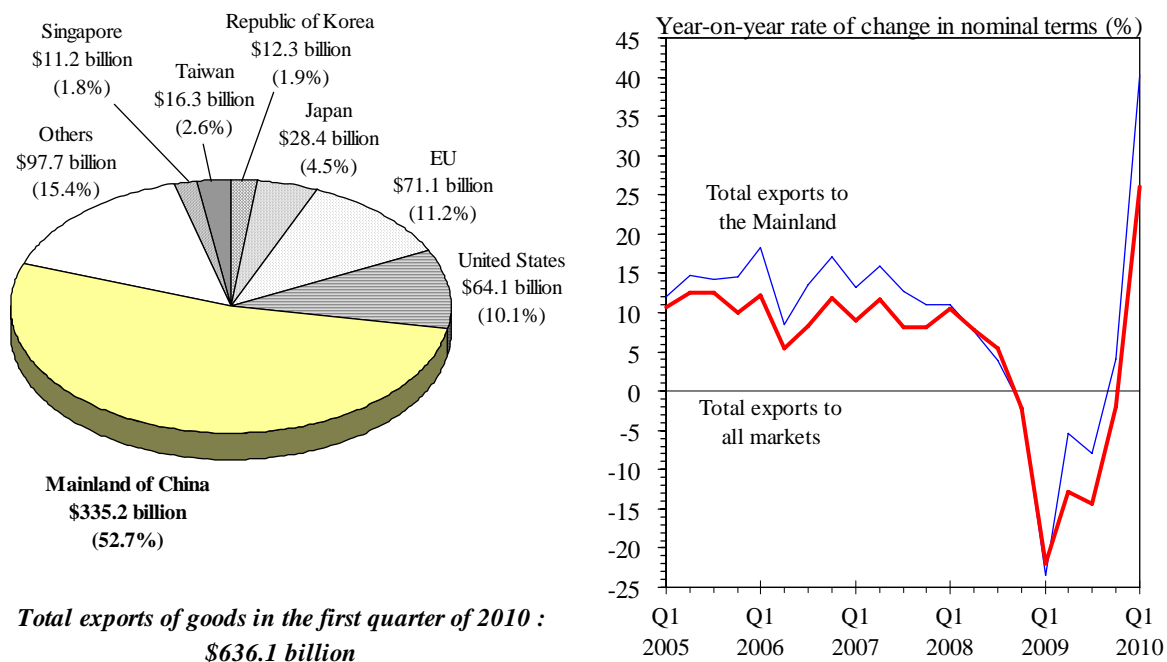 Republic of Korea
$12.3 billion
(1.9%)
Singapore
$11.2 billion
(1.8%)
Taiwan
$16.3 billion
(2.6%)
Japan
$28.4 billion
(4.5%)
Others
$97.7 billion
(15.4%)
EU
$71.1 billion
(11.2%)
United States
$64.1 billion
(10.1%)
Mainland of China
$335.2 billion
(52.7%)
Total exports of goods in the first quarter of 2010 :
$636.1 billion
Year-on-year rate of change in nominal terms (%)
45
40
35
30
25
20
15
10
5
0
-5
-10
-15
-20
-25
Total exports to
the Mainland
Total exports to
all markets
Q1 Q1 Q1 Q1 Q1 Q1
2005 2006 2007 2008 2009 2010